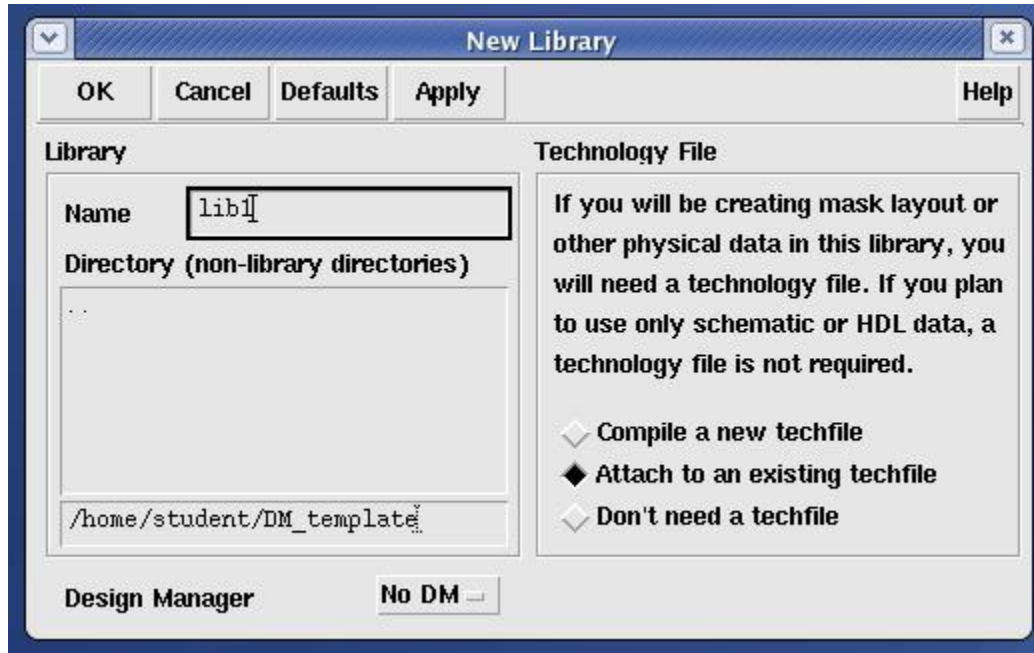 New Library
OK
Cancel
Defaults
Apply
Help
Library
Name
lib1
Directory (non-library directories)
..
/home/student/DM_template
Design Manager
No DM
Technology File
If you will be creating mask layout or
other physical data in this library, you
will need a technology file. If you plan
to use only schematic or HDL data, a
technology file is not required.
Compile a new techfile
Attach to an existing techfile
Don't need a techfile